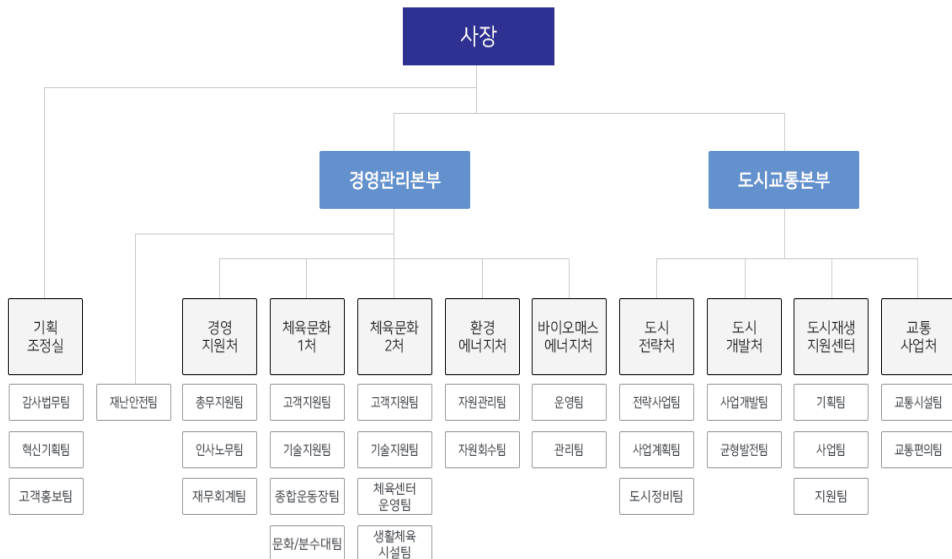 사장
경영관리본부
도시교통본부
기획
조정실
경영
지원처
체육문화
1처
체육문화
2처
환경
에너지처
바이오매스
에너지처
도시
전략처
도시
개발처
도시재생
지원센터
교통
사업처
감사법무팀
재난안전팀
총무지원팀
고객지원팀
고객지원팀
자원관리팀
운영팀
전략사업팀
사업개발팀
기획팀
교통시설팀
혁신기획팀
인사노무팀
기술지원팀
기술지원팀
자원회수팀
관리팀
사업계획팀
균형발전팀
사업팀
교통편의팀
고객홍보팀
재무회계팀
종합운동장팀
체육센터
운영팀
도시정비팀
지원팀
문화/분수대팀
생활체육
시설팀